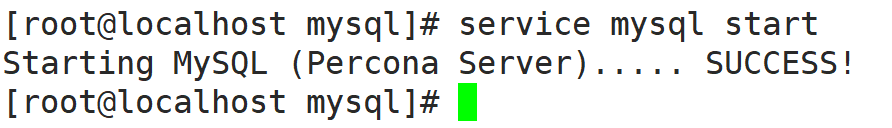 [root@localhost mysql]# service mysql start
Starting MySQL (Percona Server)..... SUCCESS!
[root@localhost mysql]#